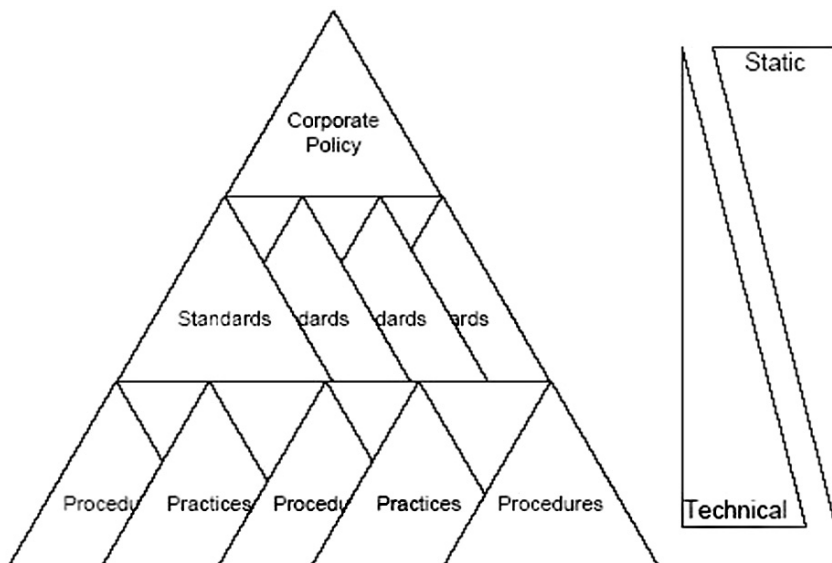 Static
Corporate
Policy
Standards dards dards ards
Procedu Practices Procedu Practices Procedures
Technical